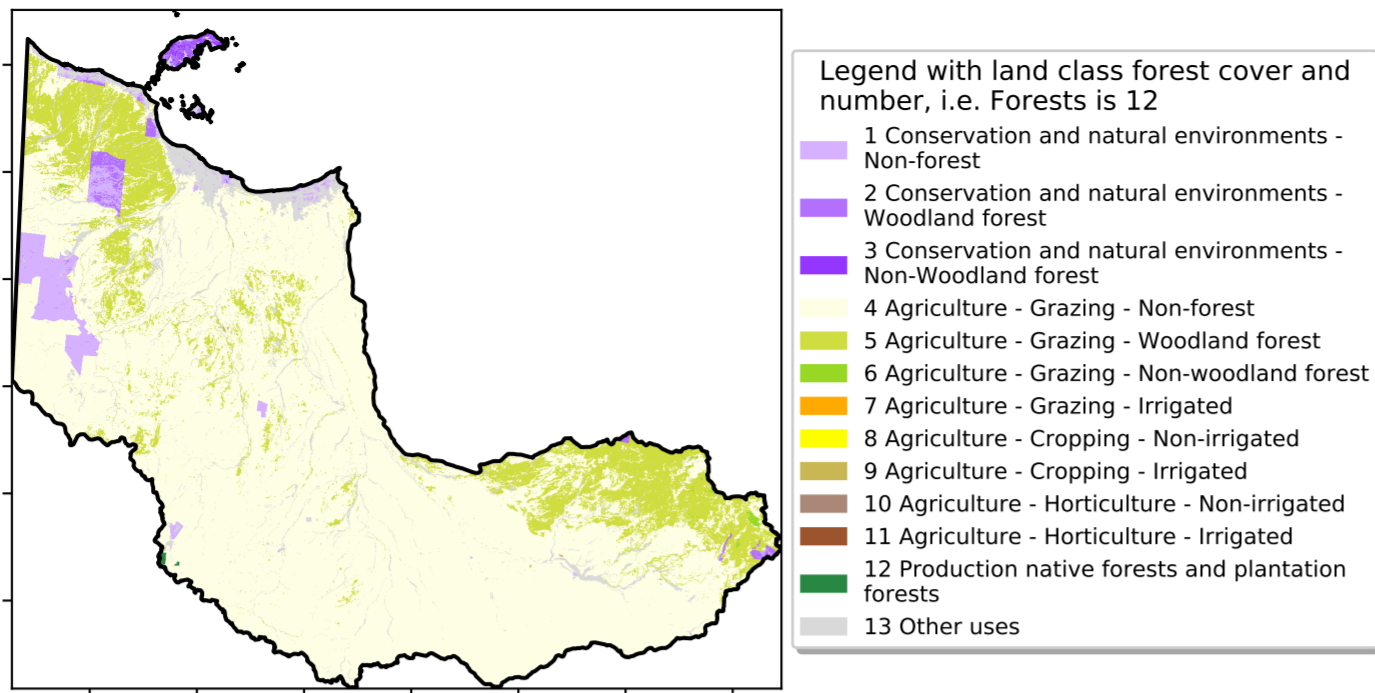 Legend with land class forest cover and
number, i.e. Forests is 12
1 Conservation and natural environments -
Non-forest
2 Conservation and natural environments -
Woodland forest
3 Conservation and natural environments -
Non-Woodland forest
4 Agriculture - Grazing - Non-forest
5 Agriculture - Grazing - Woodland forest
6 Agriculture - Grazing - Non-woodland forest
7 Agriculture - Grazing - Irrigated
8 Agriculture - Cropping - Non-irrigated
9 Agriculture - Cropping - Irrigated
10 Agriculture - Horticulture - Non-irrigated
11 Agriculture - Horticulture - Irrigated
12 Production native forests and plantation
forests
13 Other uses